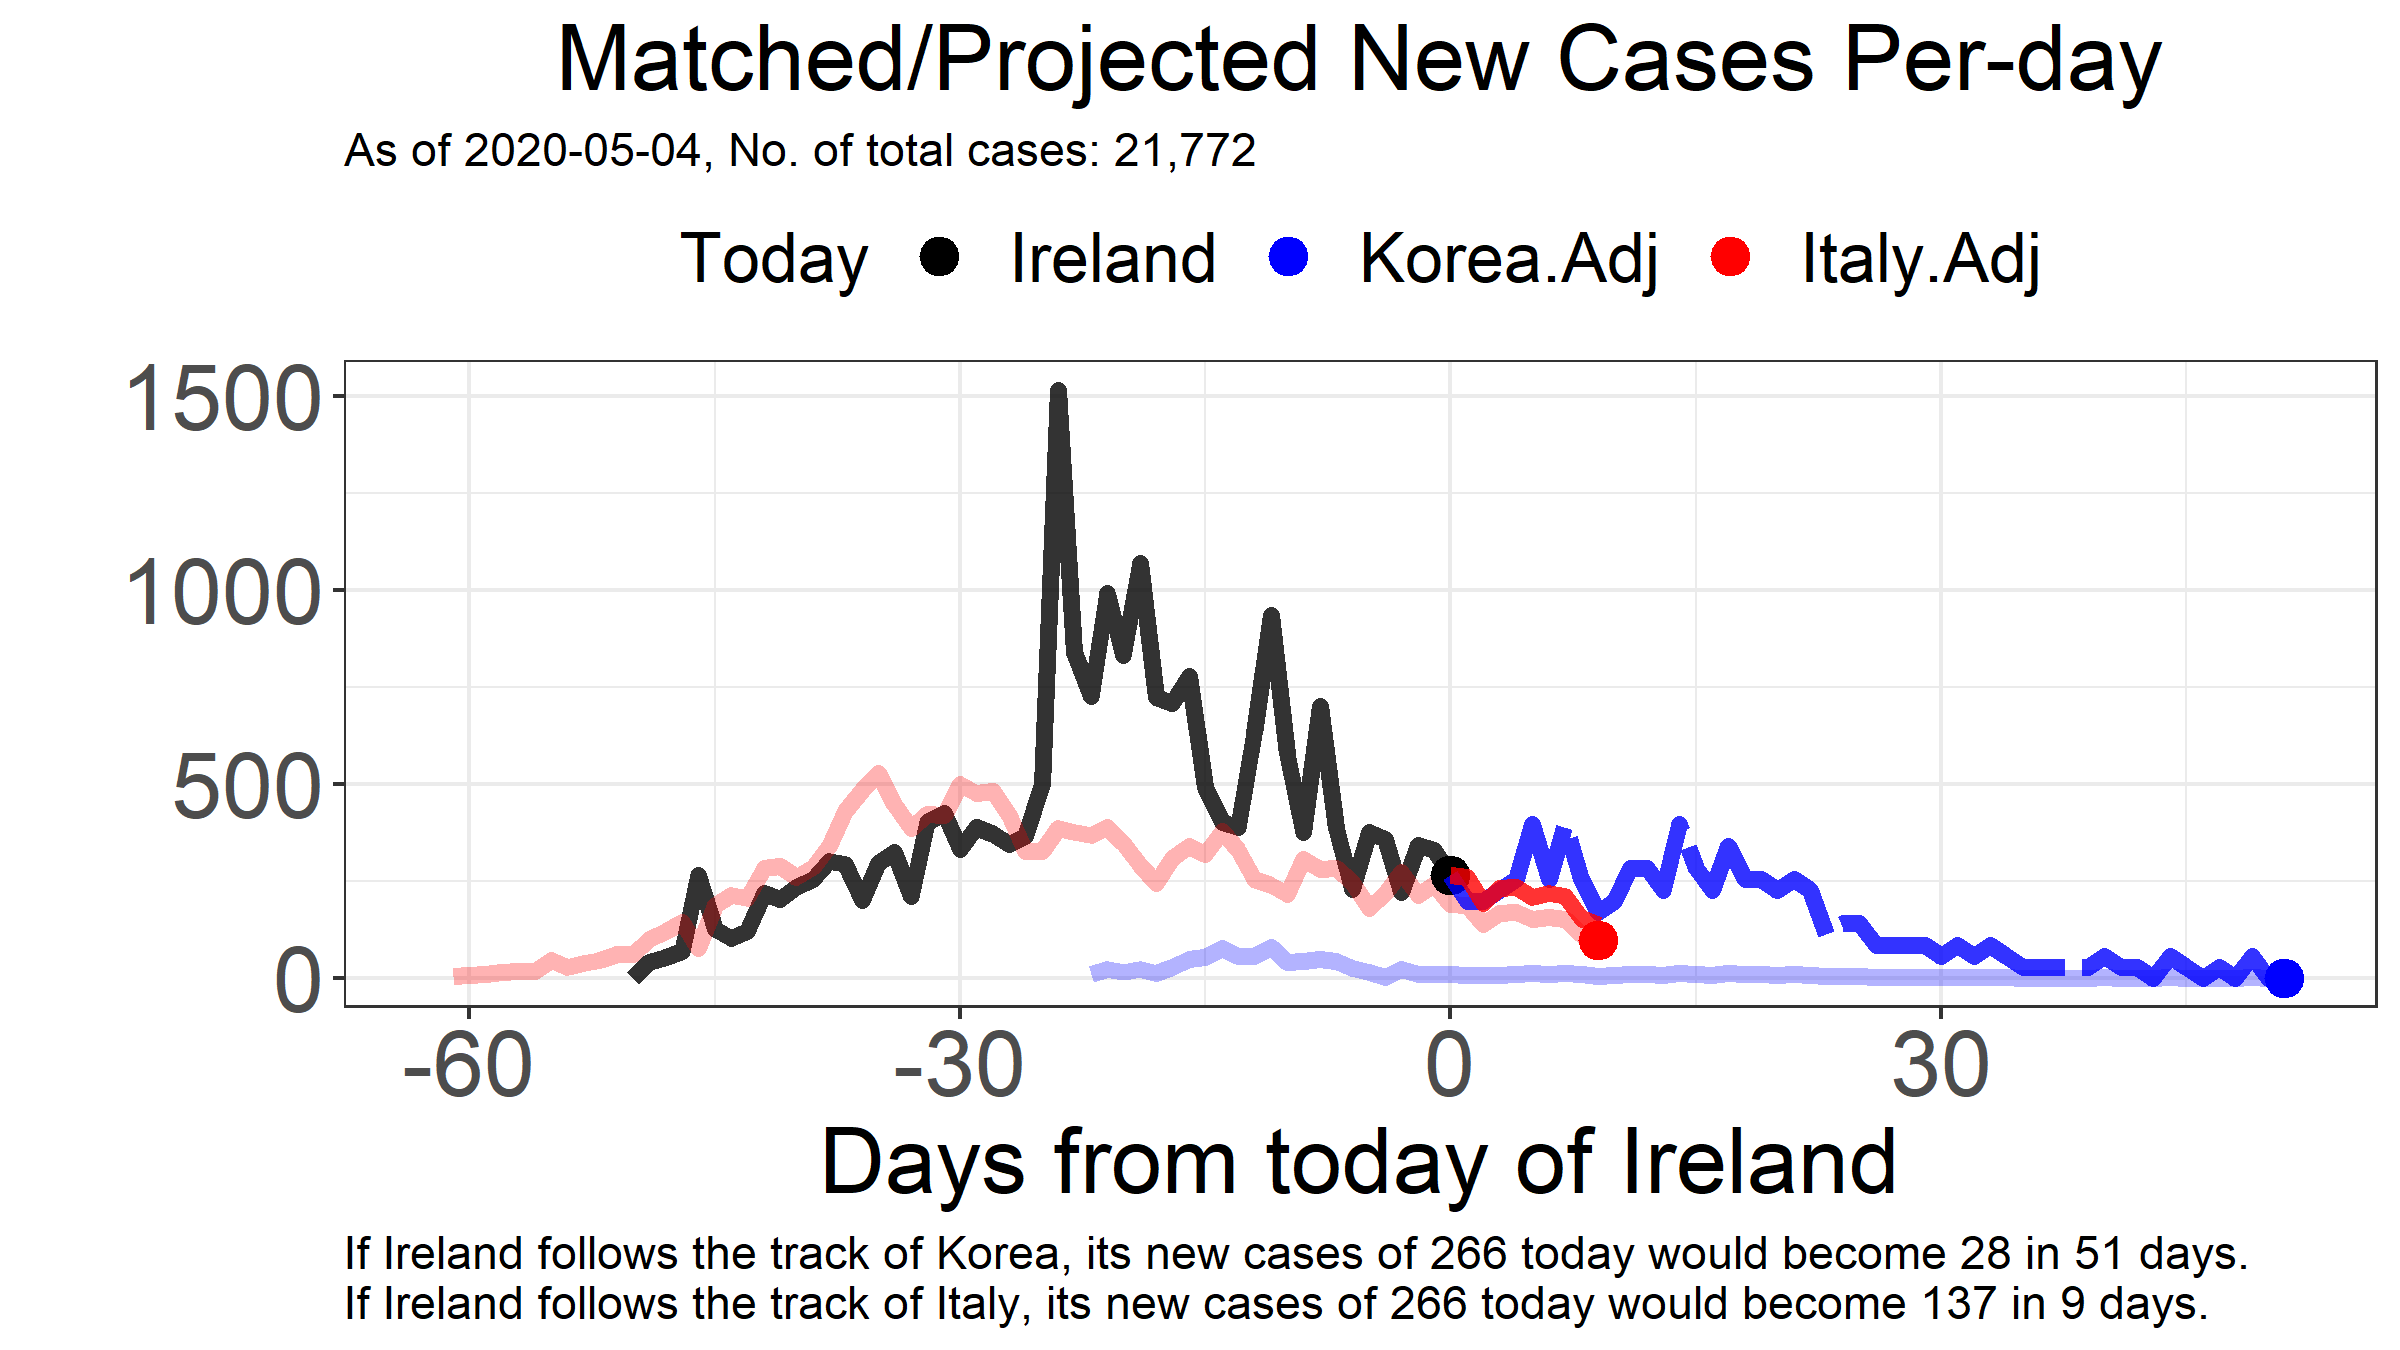 Matched/Projected New Cases Per-day
As of 2020-05-04, No. of total cases: 21,772
Today Ireland Korea.Adj Italy.Adj
1500
1000
500
0
-60 -30 0 30
Days from today of Ireland
If Ireland follows the track of Korea, its new cases of 266 today would become 28 in 51 days.
If Ireland follows the track of Italy, its new cases of 266 today would become 137 in 9 days.